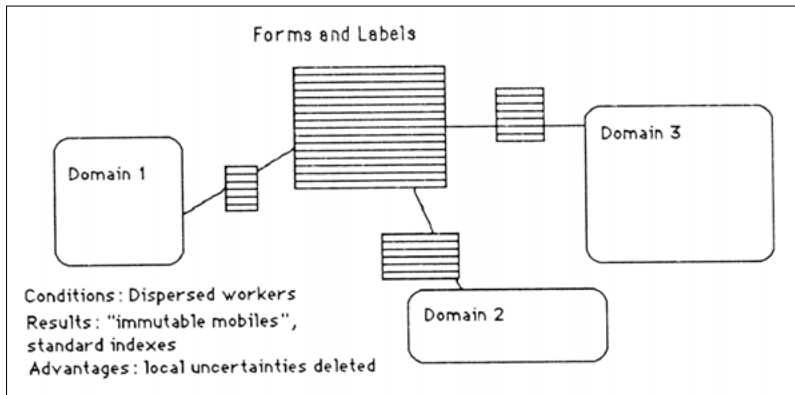 Forms and Labels
Domain 1
Domain 3
Domain 2
Conditions: Dispersed workers
Results: "immutable mobiles",
standard indexes
Advantages: local uncertainties deleted